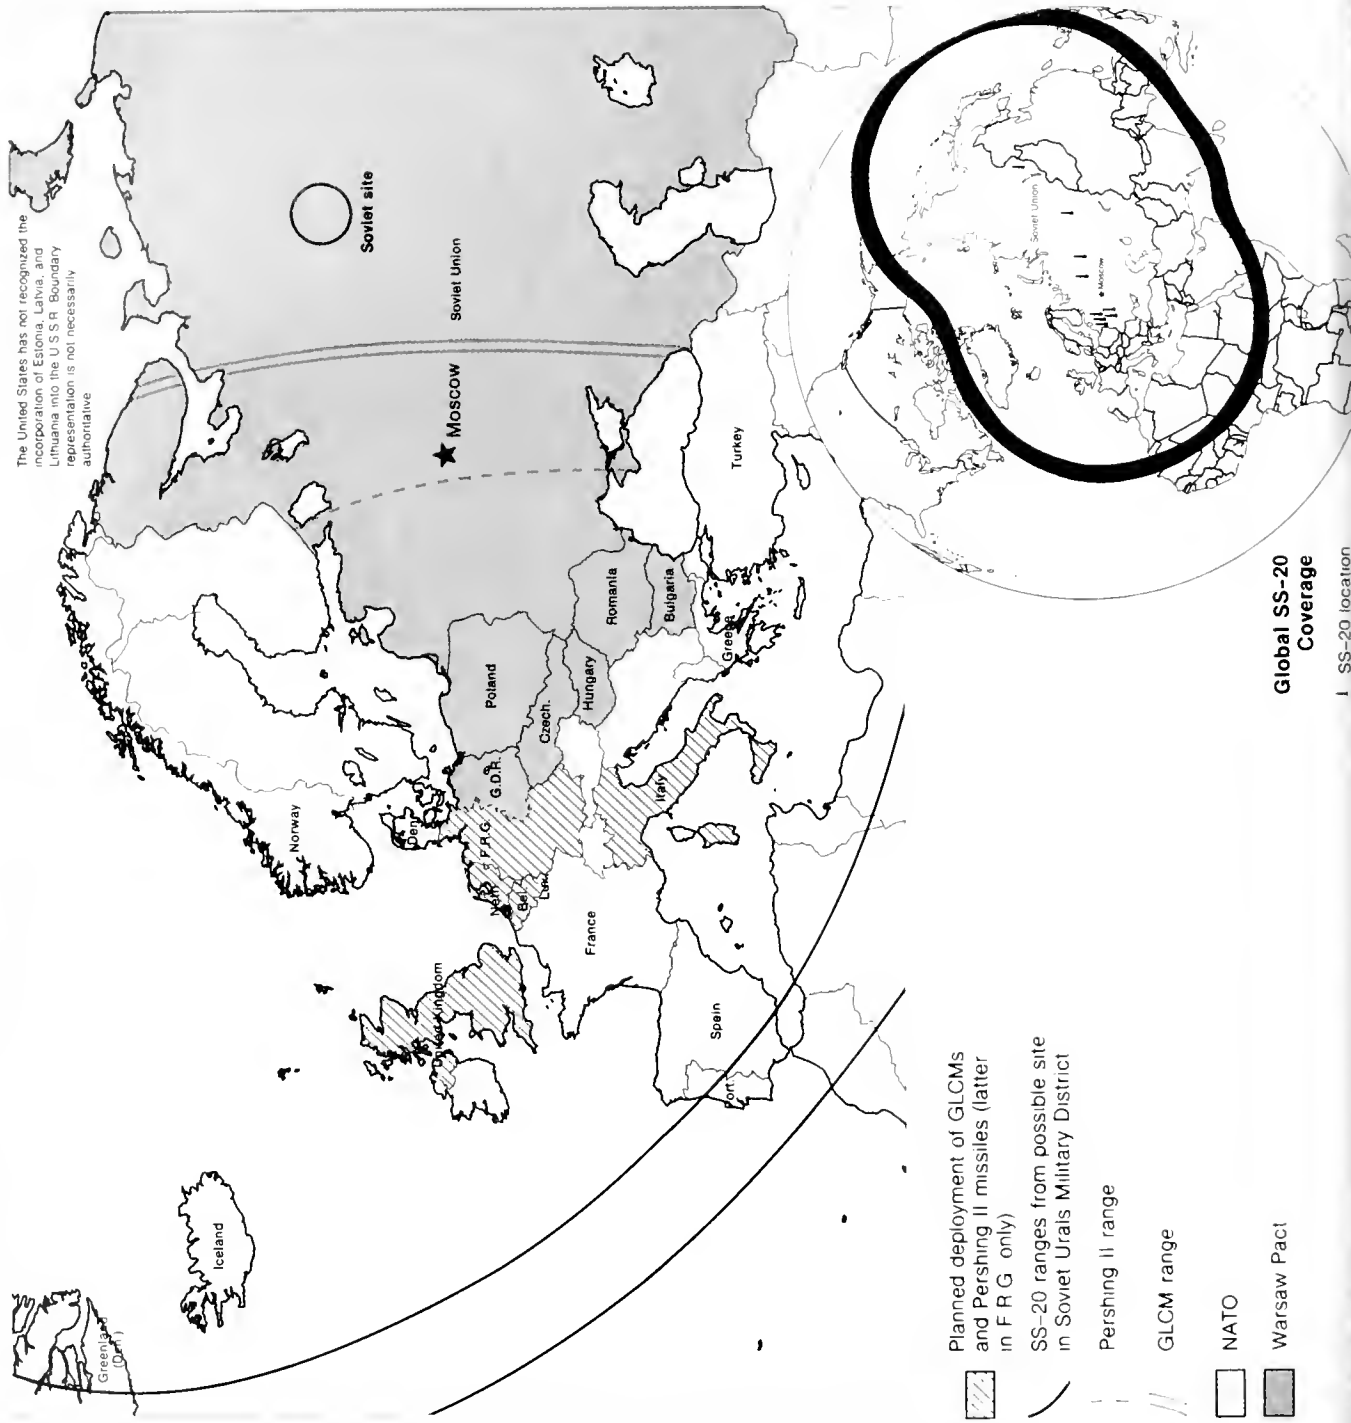 The United States has not recognized the
incorporation of Estonia, Latvia, and
Lithuania into the U S S R Boundary
representation is not necessarily
authoritative
Soviet site
Soviet Union
Moscow
Greenland
(Den)
Iceland
Norway
Den.
United Kingdom
Neth
Bel.
Lux.
F.R.G.
G.D.R.
Poland
Czech.
Hungary
Romania
Bulgaria
France
Italy
Greece
Turkey
Spain
Port.
Planned deployment of GLCMs
and Pershing II missiles (latter
in F R G only)
SS-20 ranges from possible site
in Soviet Urals Military District
Pershing II range
GLCM range
NATO
Warsaw Pact
Soviet Union
Moscow
Global SS-20
Coverage
SS-20 location